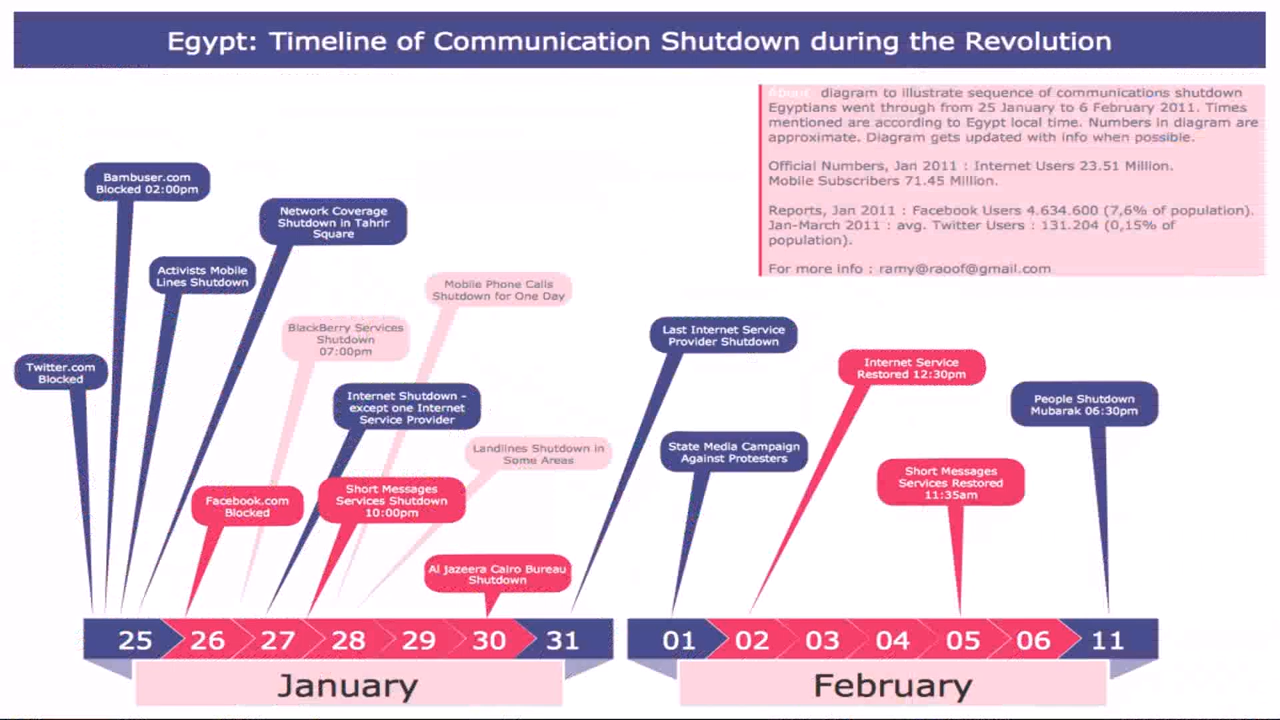 Egypt: Timeline of Communication Shutdown during the Revolution
About: diagram to illustrate sequence of communications shutdown
Egyptians went through from 25 January to 6 February 2011. Times
mentioned are according to Egypt local time. Numbers in diagram are
approximate. Diagram gets updated with info when possible.
Official Numbers, Jan 2011 : Internet Users 23.51 Million.
Mobile Subscribers 71.45 Million.
Reports, Jan 2011 : Facebook Users 4.634.600 (7,6% of population).
Jan-March 2011 : avg. Twitter Users : 131.204 (0,15% of
population).
For more info : ramy@raoof@gmail.com
Bambuser.com
Blocked 02:00pm
Network Coverage
Shutdown in Tahrir
Square
Activists Mobile
Lines Shutdown
Mobile Phone Calls
Shutdown for One Day
BlackBerry Services
Shutdown
07:00pm
Last Internet Service
Provider Shutdown
Twitter.com
Blocked
Internet Service
Restored 12:30pm
Internet Shutdown -
except one Internet
Service Provider
People Shutdown
Mubarak 06:30pm
Landlines Shutdown in
Some Areas
State Media Campaign
Against Protesters
Facebook.com
Blocked
Short Messages
Services Shutdown
10:00pm
Short Messages
Services Restored
11:35am
Al Jazeera Cairo Bureau
Shutdown
25 26 27 28 29 30 31
01 02 03 04 05 06 11
January
February